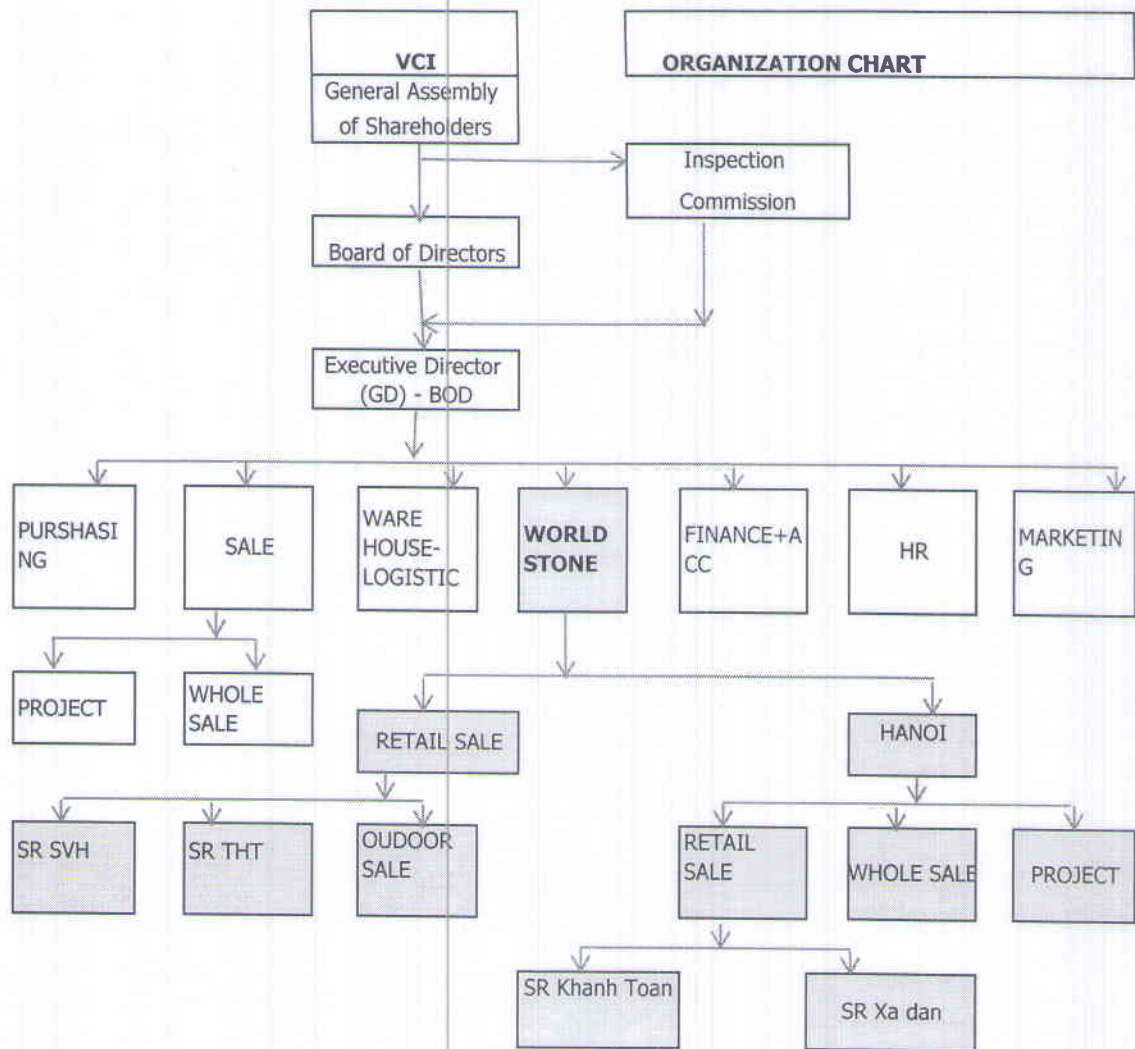 VCI
ORGANIZATION CHART
General Assembly
of Shareholders
Inspection
Commission
Board of Directors
Executive Director
(GD) - BOD
PURSHASI
NG
SALE
WARE
HOUSE-
LOGISTIC
WORLD
STONE
FINANCE+A
CC
HR
MARKETIN
G
PROJECT
WHOLE
SALE
RETAIL SALE
HANOI
SR SVH
SR THT
OUDOOR
SALE
RETAIL
SALE
WHOLE SALE
PROJECT
SR Khanh Toan
SR Xa dan